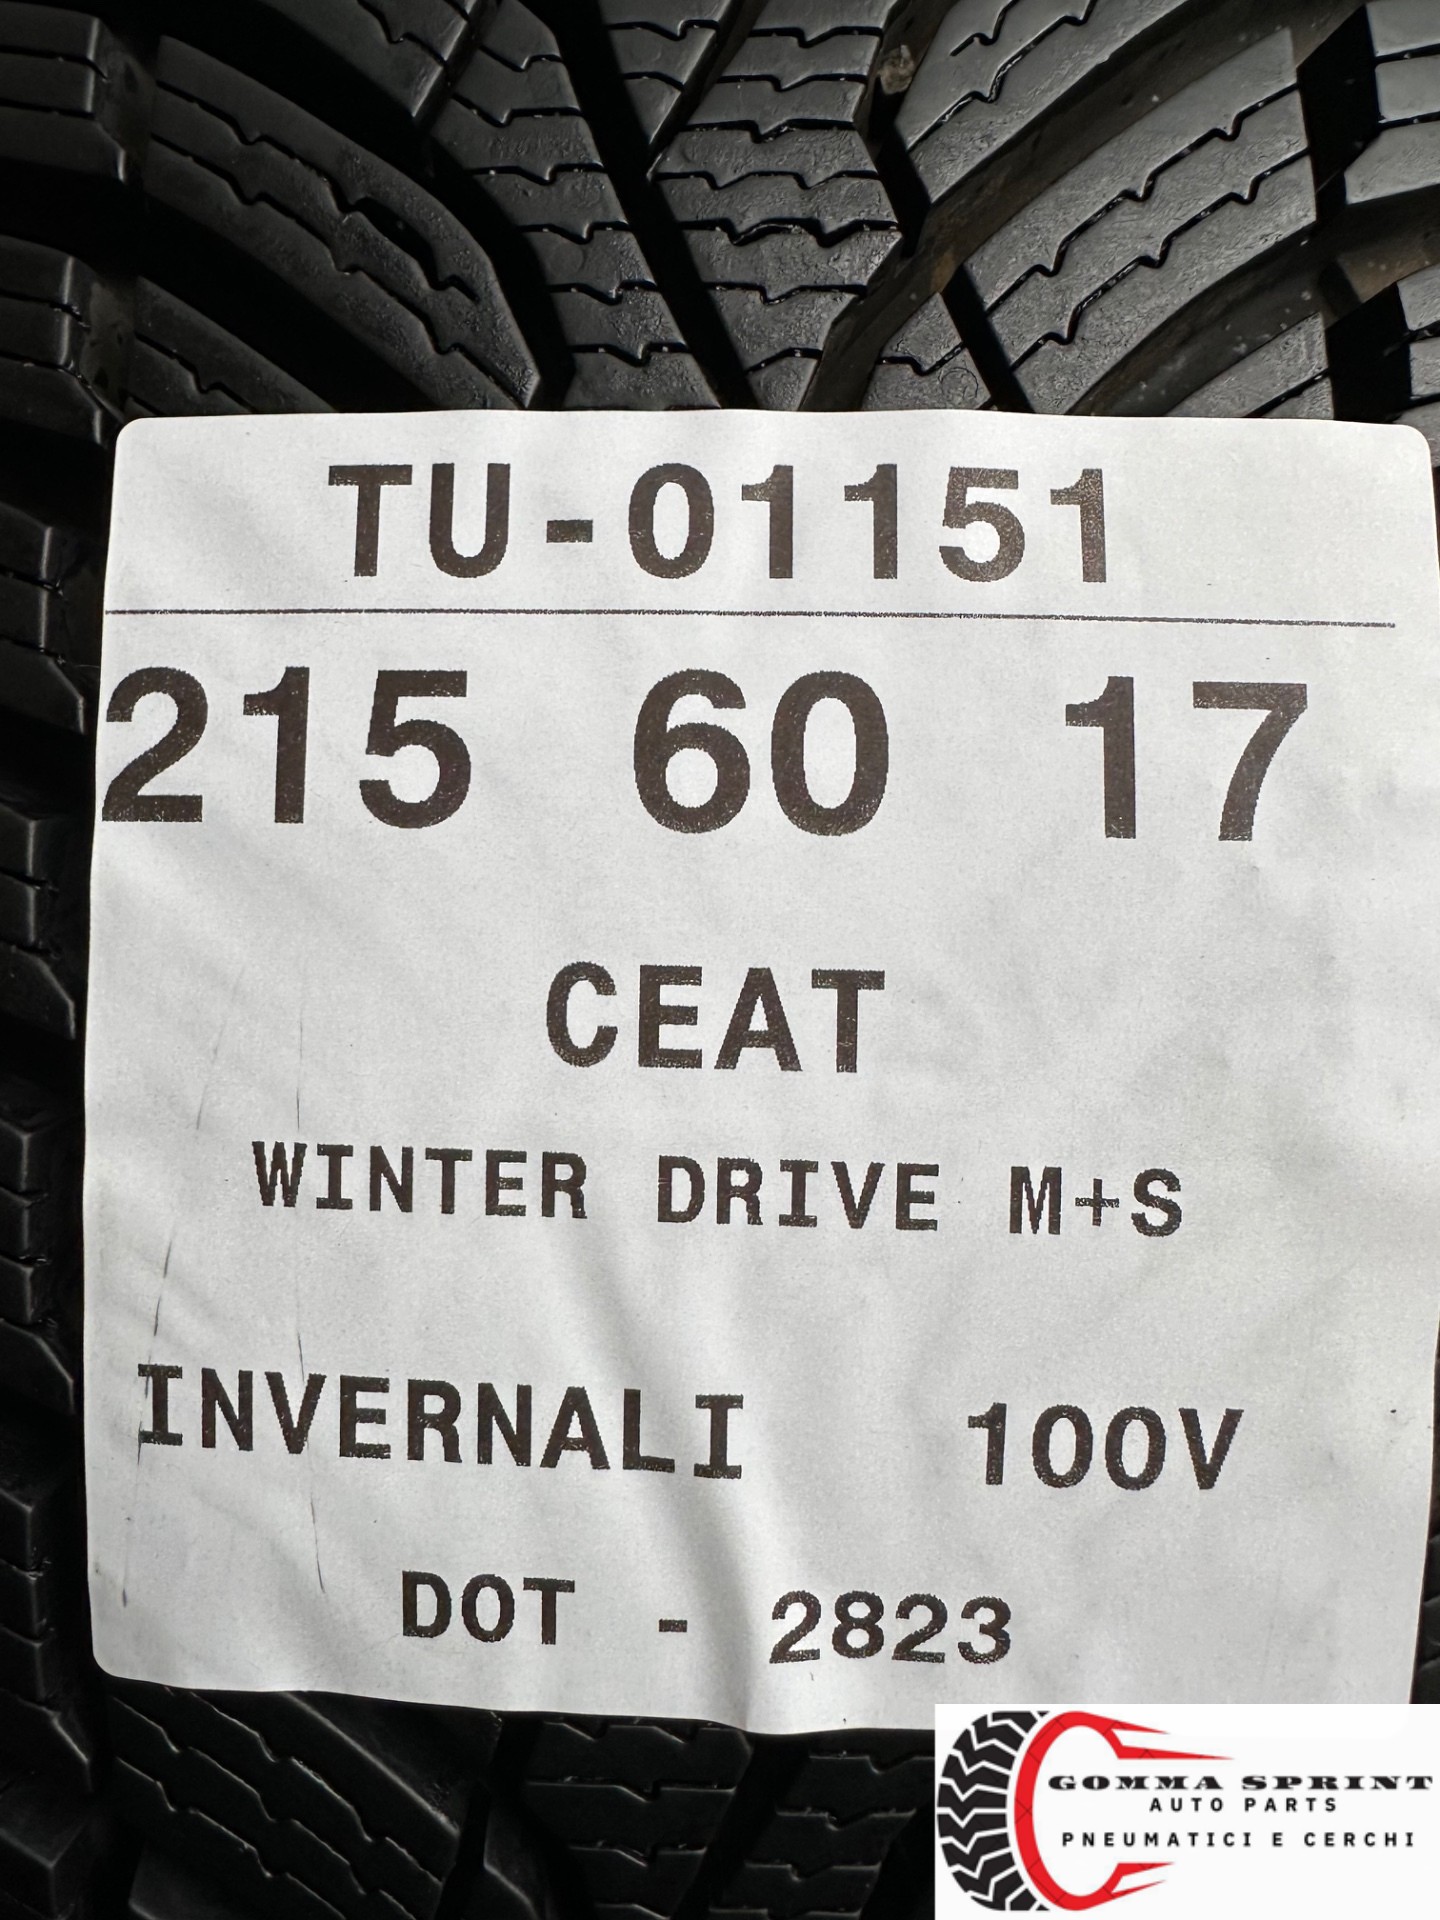 TU-01151
215 60 17
CEAT
WINTER DRIVE M+S
INVERNALI 100V
DOT - 2823
GOMMA SPRINT
AUTO PARTS
PNEUMATICI E CERCHI